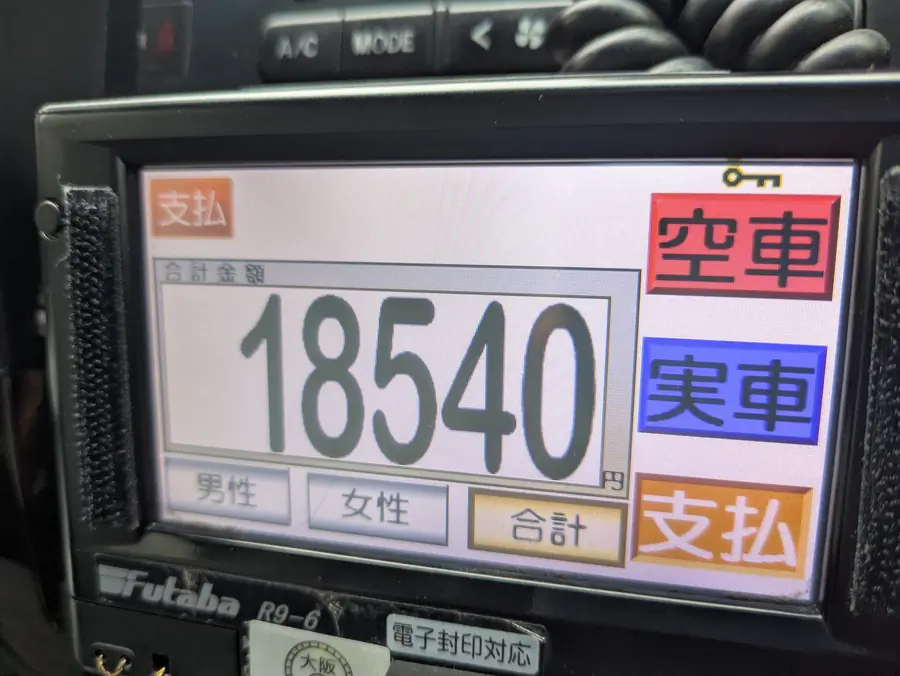 A/C
MODE
<
支払
空車
合計金額
18540
円
実車
男性
女性
合計
支払
Futaba R9-6
電子封印対応
大阪